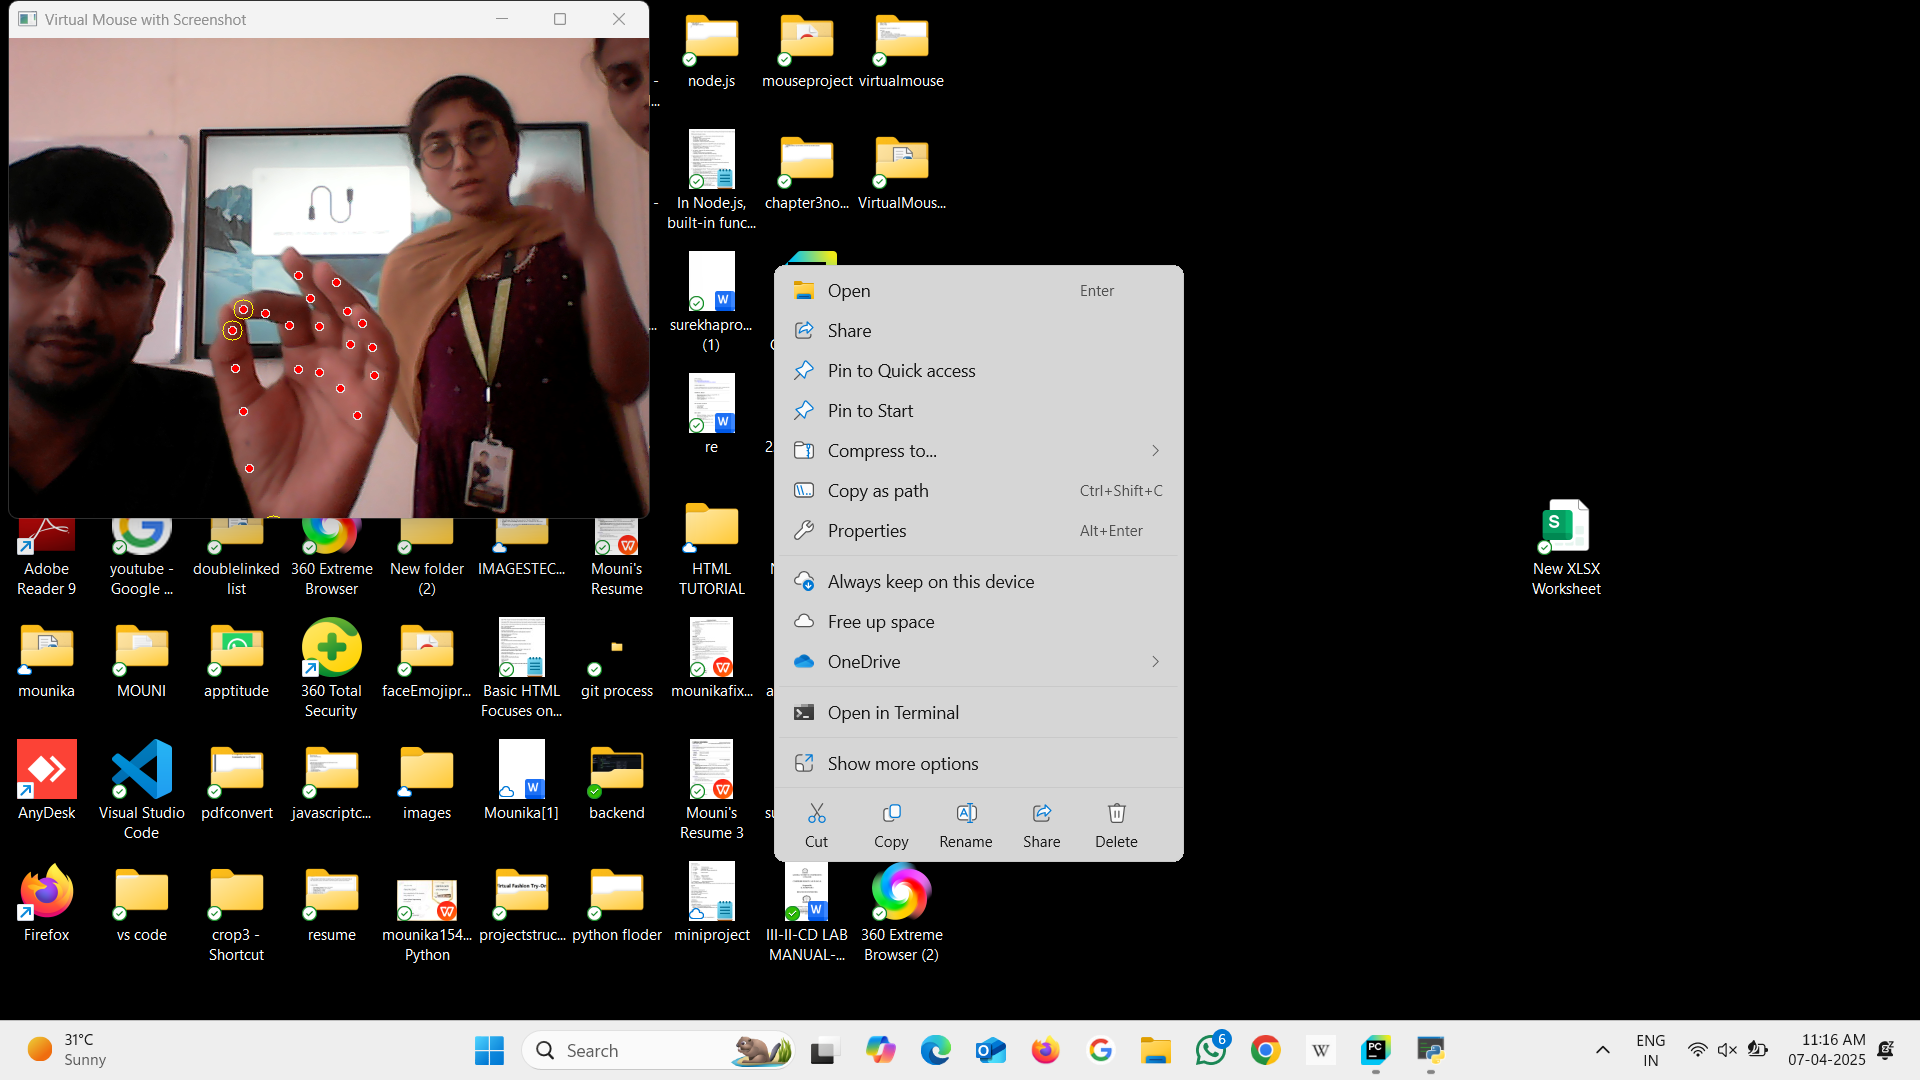 Virtual Mouse with Screenshot
node.js
mouseproject
virtualmouse
In Node.js,
built-in func...
chapter3no...
VirtualMous...
surekhapro...
(1)
re
Open Enter
Share
Pin to Quick access
Pin to Start
Compress to...
Copy as path Ctrl+Shift+C
Properties Alt+Enter
Always keep on this device
Free up space
OneDrive
Open in Terminal
Show more options
Cut Copy Rename Share Delete
New XLSX
Worksheet
Adobe
Reader 9
youtube -
Google ...
doublelinked
list
360 Extreme
Browser
New folder
(2)
IMAGESTEC...
Mouni's
Resume
HTML
TUTORIAL
mounika
MOUNI
apptitude
360 Total
Security
faceEmojipr...
Basic HTML
Focuses on...
git process
mounikafix...
AnyDesk
Visual Studio
Code
pdfconvert
javascriptc...
images
Mounika[1]
backend
Mouni's
Resume 3
Firefox
vs code
crop3 -
Shortcut
resume
mounika154...
Python
Virtual Fashion Try-On
projectstruc...
python floder
miniproject
III-II-CD LAB
MANUAL-...
360 Extreme
Browser (2)
31°C
Sunny
Search
6
ENG
IN
11:16 AM
07-04-2025